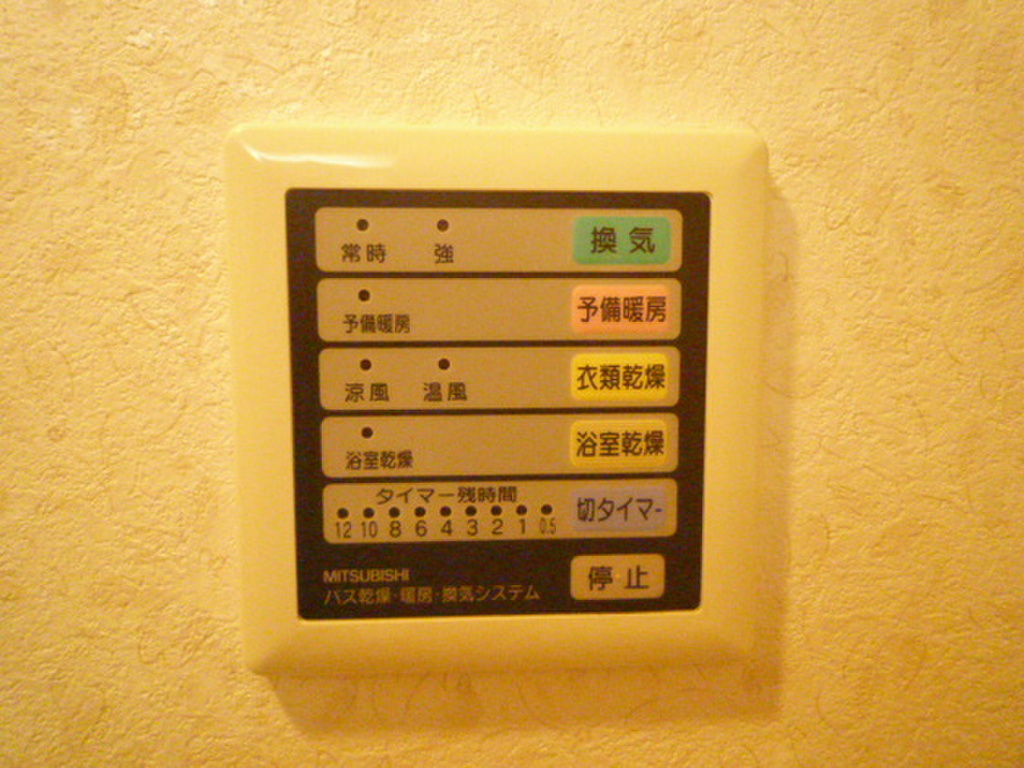 常時 強 換気
予備暖房 予備暖房
涼風 温風 衣類乾燥
浴室乾燥 浴室乾燥
タイマー残時間 切タイマー
12 10 8 6 4 3 2 1 0.5
停止
MITSUBISHI
バス乾燥・暖房・換気システム